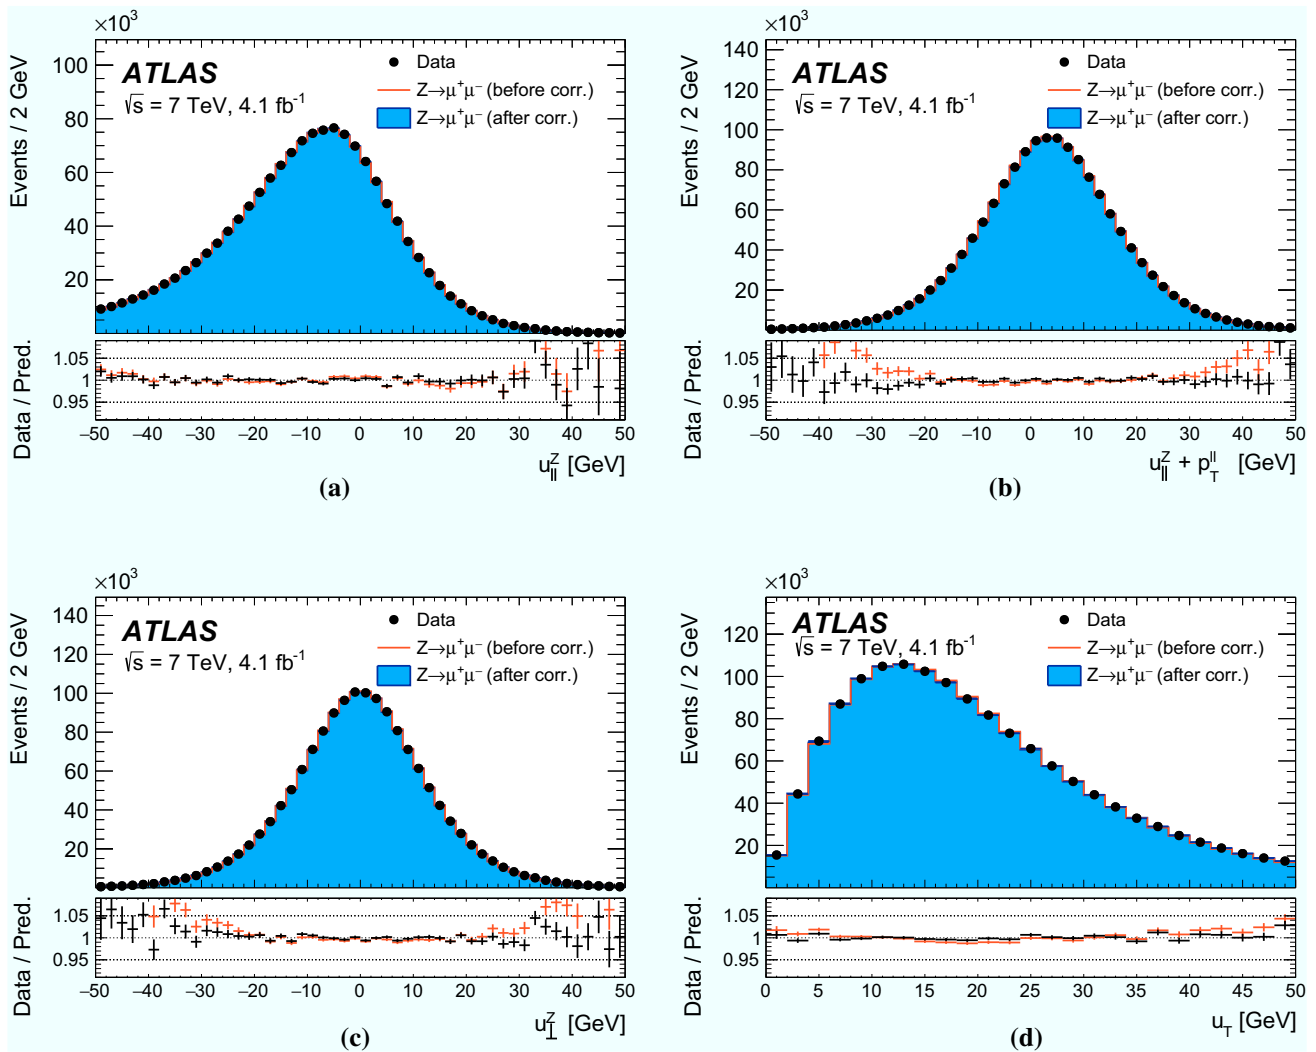 ×10³
Events / 2 GeV
100
80
60
40
20
ATLAS
√s = 7 TeV, 4.1 fb⁻¹
Data
Z→μ⁺μ⁻ (before corr.)
Z→μ⁺μ⁻ (after corr.)
Data / Pred.
1.05
1
0.95
−50 −40 −30 −20 −10 0 10 20 30 40 50
u∥ᶻ [GeV]
(a)
×10³
Events / 2 GeV
140
120
100
80
60
40
20
ATLAS
√s = 7 TeV, 4.1 fb⁻¹
Data
Z→μ⁺μ⁻ (before corr.)
Z→μ⁺μ⁻ (after corr.)
Data / Pred.
1.05
1
0.95
−50 −40 −30 −20 −10 0 10 20 30 40 50
u∥ᶻ + p_T^ll [GeV]
(b)
×10³
Events / 2 GeV
140
120
100
80
60
40
20
ATLAS
√s = 7 TeV, 4.1 fb⁻¹
Data
Z→μ⁺μ⁻ (before corr.)
Z→μ⁺μ⁻ (after corr.)
Data / Pred.
1.05
1
0.95
−50 −40 −30 −20 −10 0 10 20 30 40 50
u⊥ᶻ [GeV]
(c)
×10³
Events / 2 GeV
120
100
80
60
40
20
ATLAS
√s = 7 TeV, 4.1 fb⁻¹
Data
Z→μ⁺μ⁻ (before corr.)
Z→μ⁺μ⁻ (after corr.)
Data / Pred.
1.05
1
0.95
0 5 10 15 20 25 30 35 40 45 50
u_T [GeV]
(d)